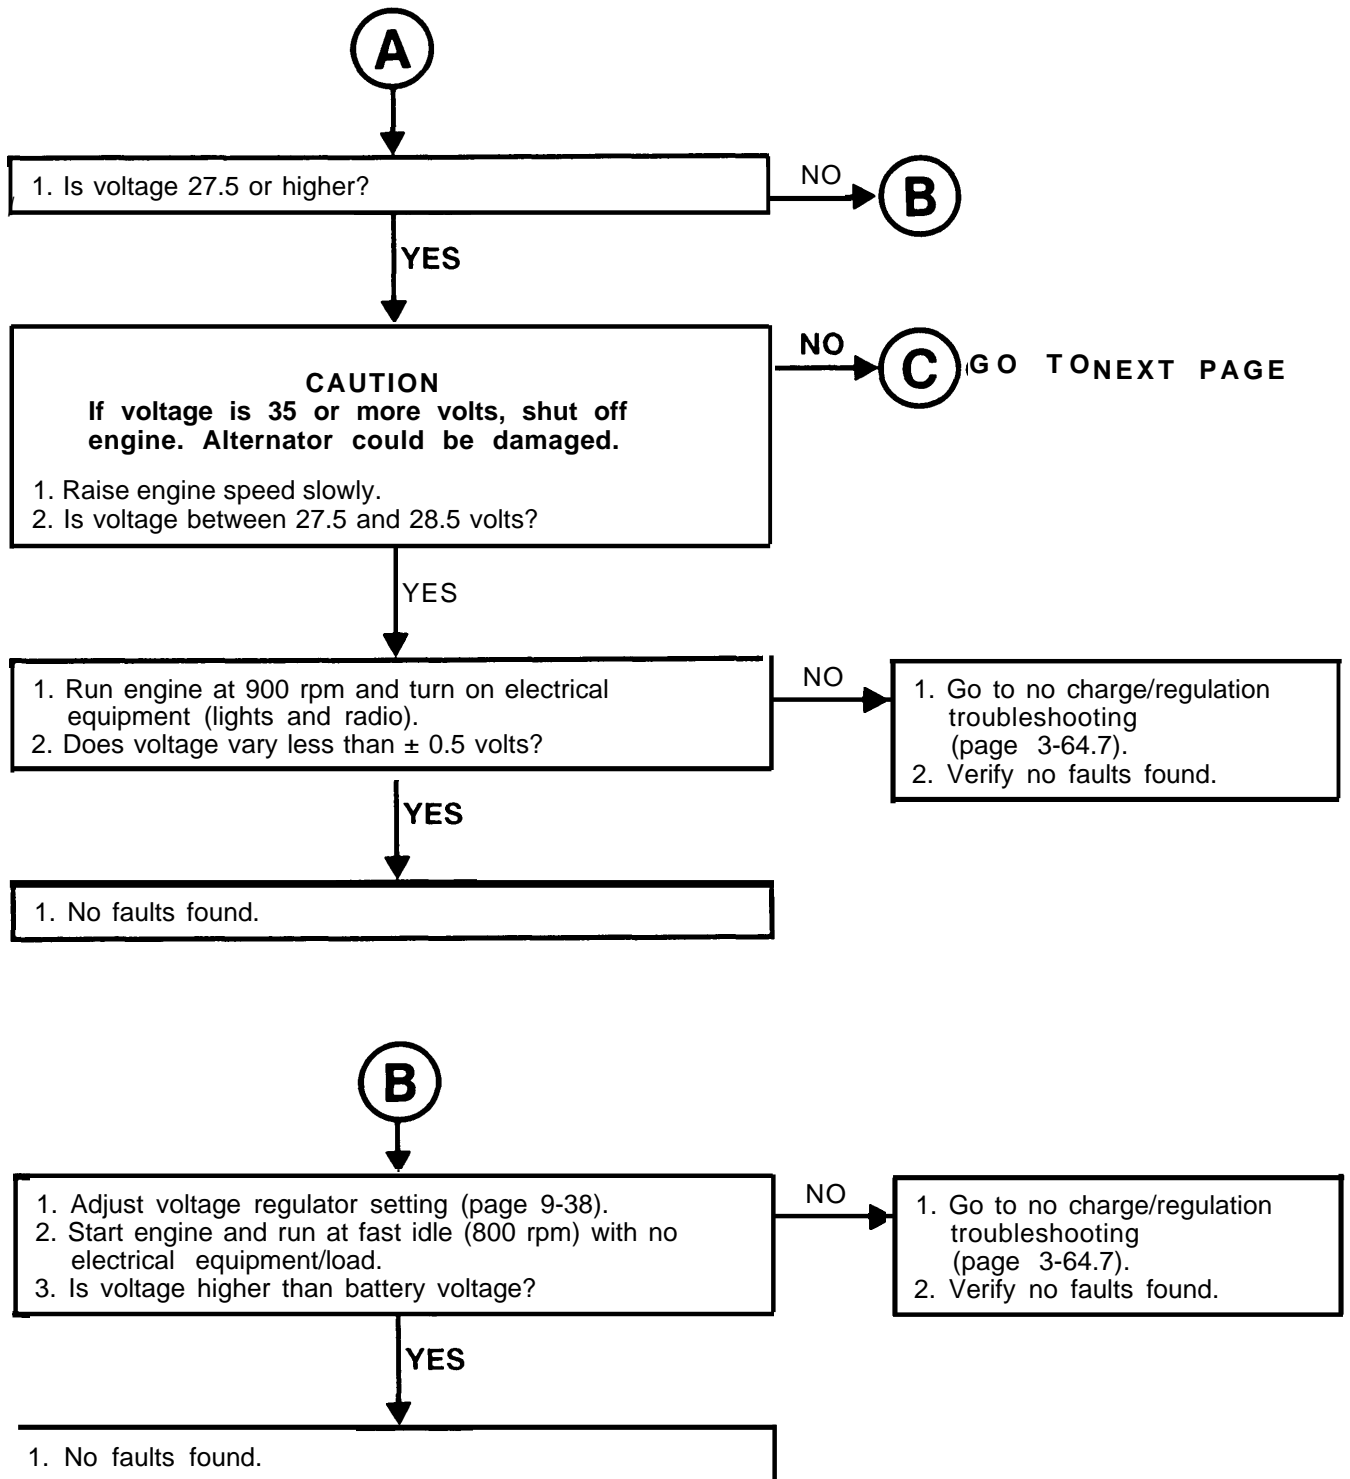 A
1. Is voltage 27.5 or higher?
NO
B
YES
CAUTION
If voltage is 35 or more volts, shut off
engine. Alternator could be damaged.
1. Raise engine speed slowly.
2. Is voltage between 27.5 and 28.5 volts?
NO
C
GO TO NEXT PAGE
YES
1. Run engine at 900 rpm and turn on electrical
equipment (lights and radio).
2. Does voltage vary less than ± 0.5 volts?
NO
1. Go to no charge/regulation
troubleshooting
(page 3-64.7).
2. Verify no faults found.
YES
1. No faults found.
B
1. Adjust voltage regulator setting (page 9-38).
2. Start engine and run at fast idle (800 rpm) with no
electrical equipment/load.
3. Is voltage higher than battery voltage?
NO
1. Go to no charge/regulation
troubleshooting
(page 3-64.7).
2. Verify no faults found.
YES
1. No faults found.